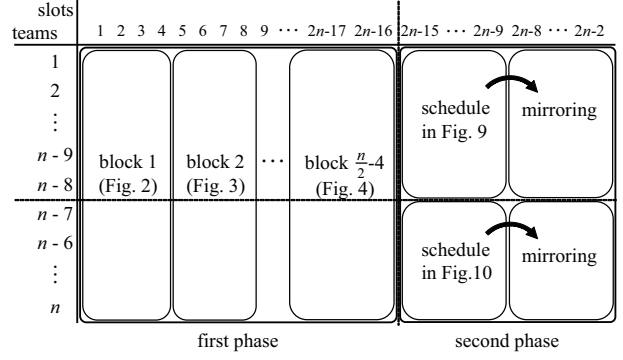 slots
teams 1 2 3 4 5 6 7 8 9 ⋯ 2n-17 2n-16 2n-15 ⋯ 2n-9 2n-8 ⋯ 2n-2
1
2
⋮
n - 9
n - 8
n - 7
n - 6
⋮
n
block 1
(Fig. 2)
block 2
(Fig. 3)
⋯
block n/2-4
(Fig. 4)
schedule
in Fig. 9
mirroring
schedule
in Fig.10
mirroring
first phase
second phase